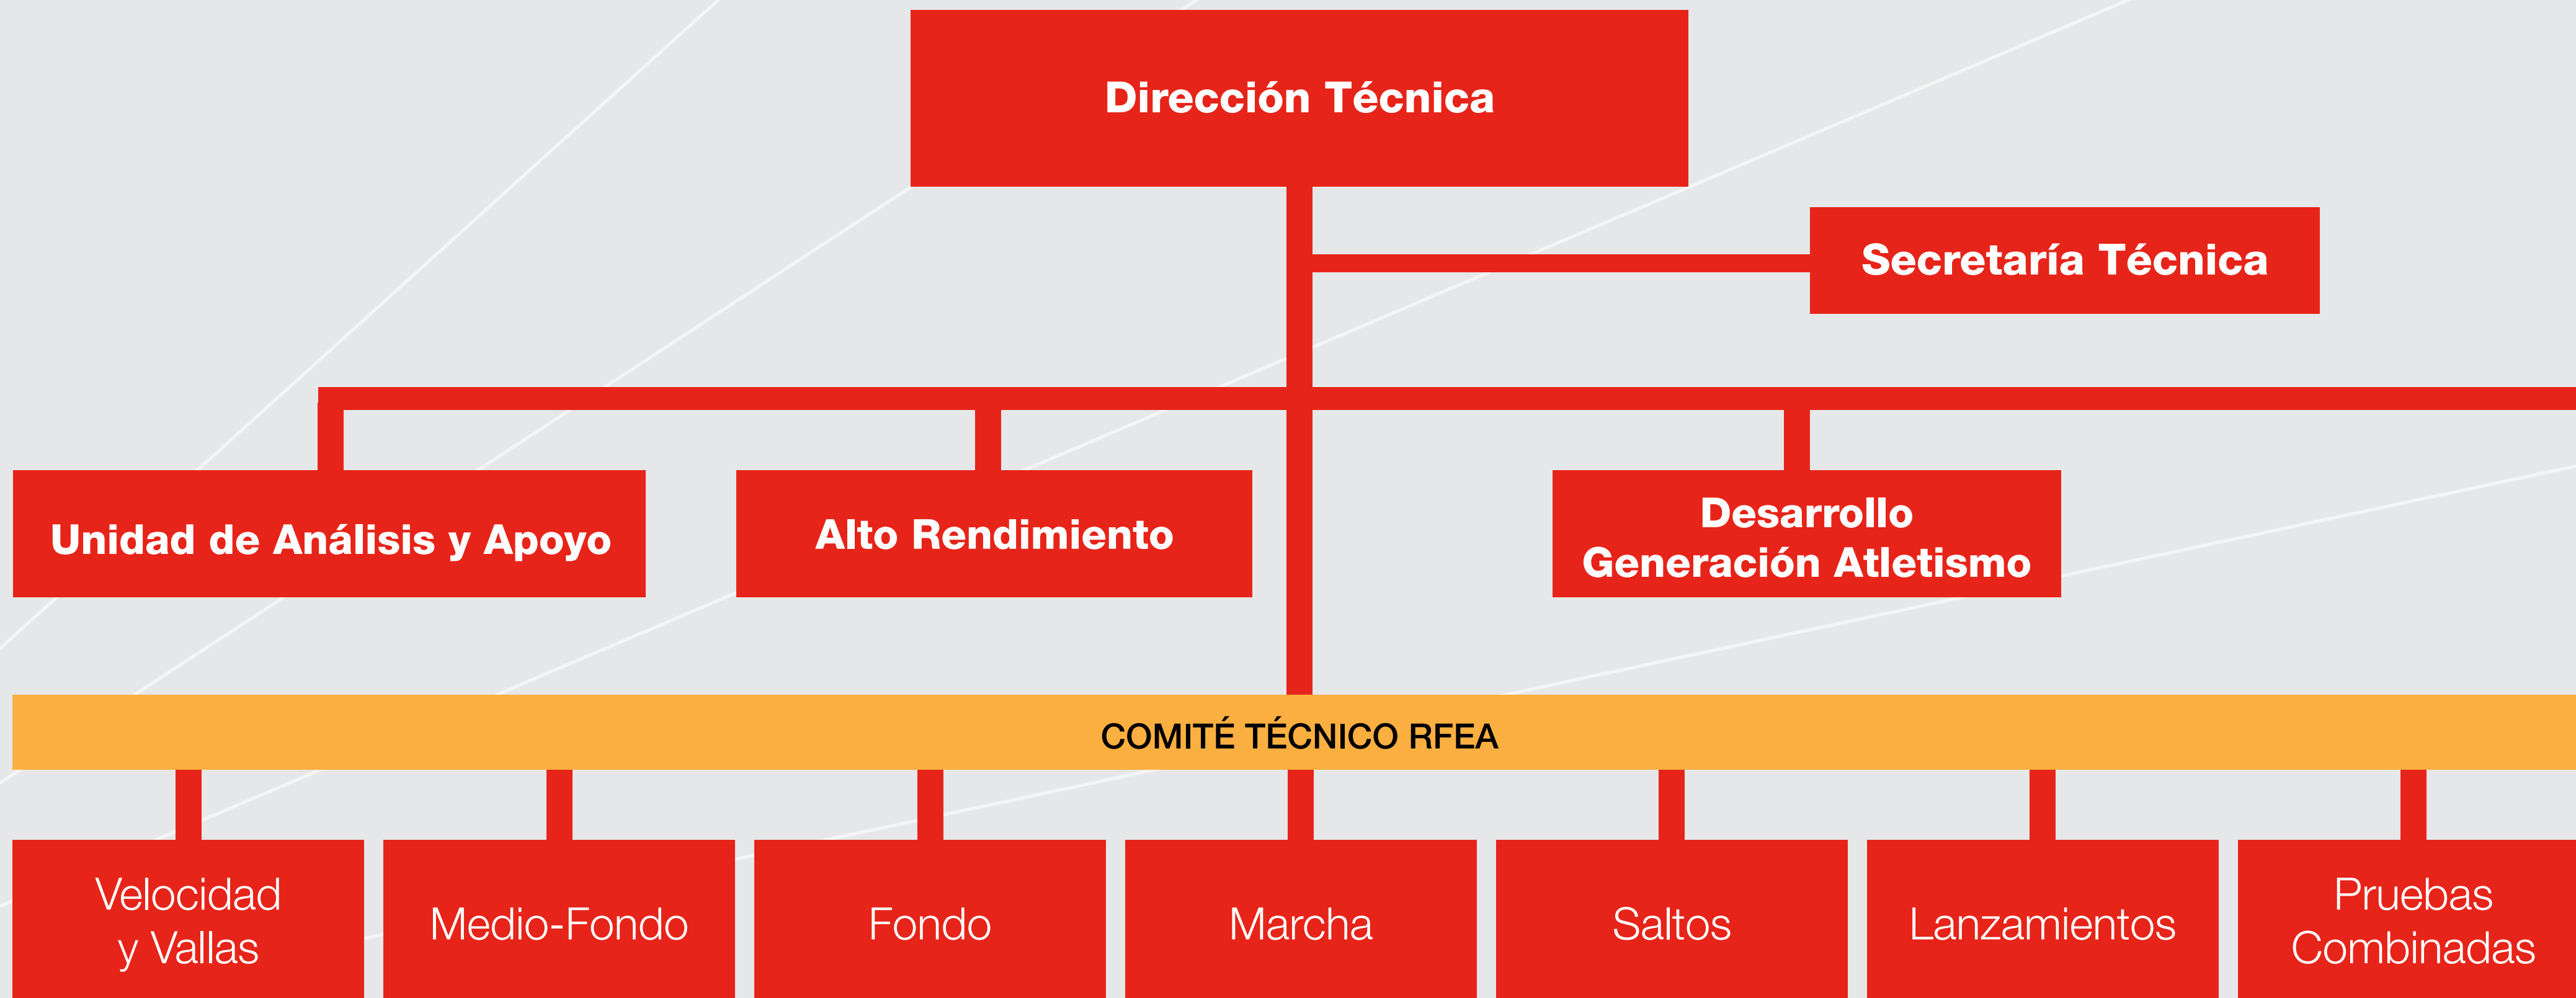 Dirección Técnica
Secretaría Técnica
Unidad de Análisis y Apoyo
Alto Rendimiento
Desarrollo
Generación Atletismo
COMITÉ TÉCNICO RFEA
Velocidad
y Vallas
Medio-Fondo
Fondo
Marcha
Saltos
Lanzamientos
Pruebas
Combinadas